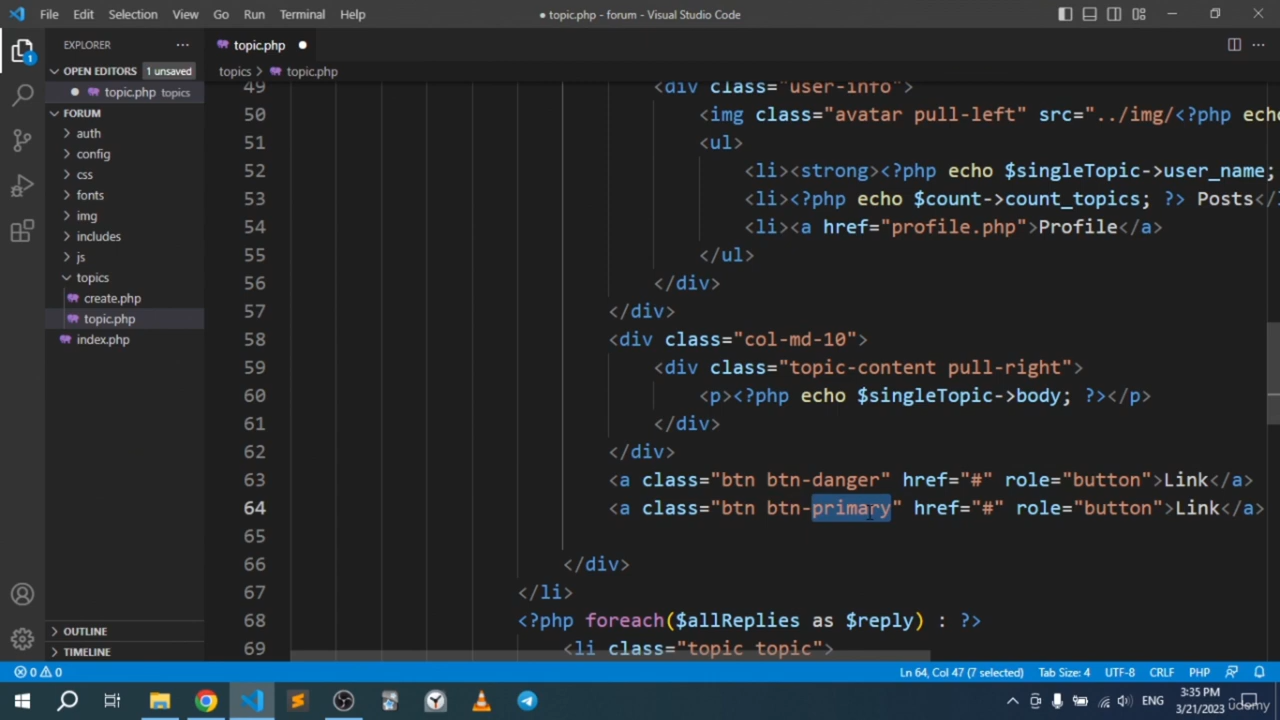 File Edit Selection View Go Run Terminal Help
● topic.php - forum - Visual Studio Code
EXPLORER
topic.php
OPEN EDITORS 1 unsaved
topics > topic.php
topic.php topics
FORUM
auth
config
css
fonts
img
includes
js
topics
create.php
topic.php
index.php
OUTLINE
TIMELINE
49 <div class="user-info">
50 <img class="avatar pull-left" src="../img/<?php echo
51 <ul>
52 <li><strong><?php echo $singleTopic->user_name;
53 <li><?php echo $count->count_topics; ?> Posts</
54 <li><a href="profile.php">Profile</a>
55 </ul>
56 </div>
57 </div>
58 <div class="col-md-10">
59 <div class="topic-content pull-right">
60 <p><?php echo $singleTopic->body; ?></p>
61 </div>
62 </div>
63 <a class="btn btn-danger" href="#" role="button">Link</a>
64 <a class="btn btn-primary" href="#" role="button">Link</a>
65
66 </div>
67 </li>
68 <?php foreach($allReplies as $reply) : ?>
69 <li class="topic topic">
0 0 Ln 64, Col 47 (7 selected) Tab Size: 4 UTF-8 CRLF PHP
ENG
3:35 PM
3/21/2023
udemy